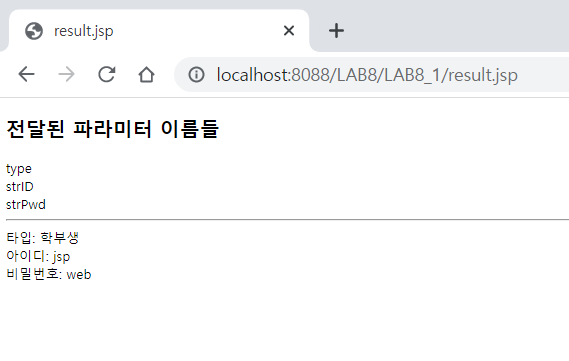 result.jsp
localhost:8088/LAB8/LAB8_1/result.jsp
전달된 파라미터 이름들
type
strID
strPwd
타입: 학부생
아이디: jsp
비밀번호: web